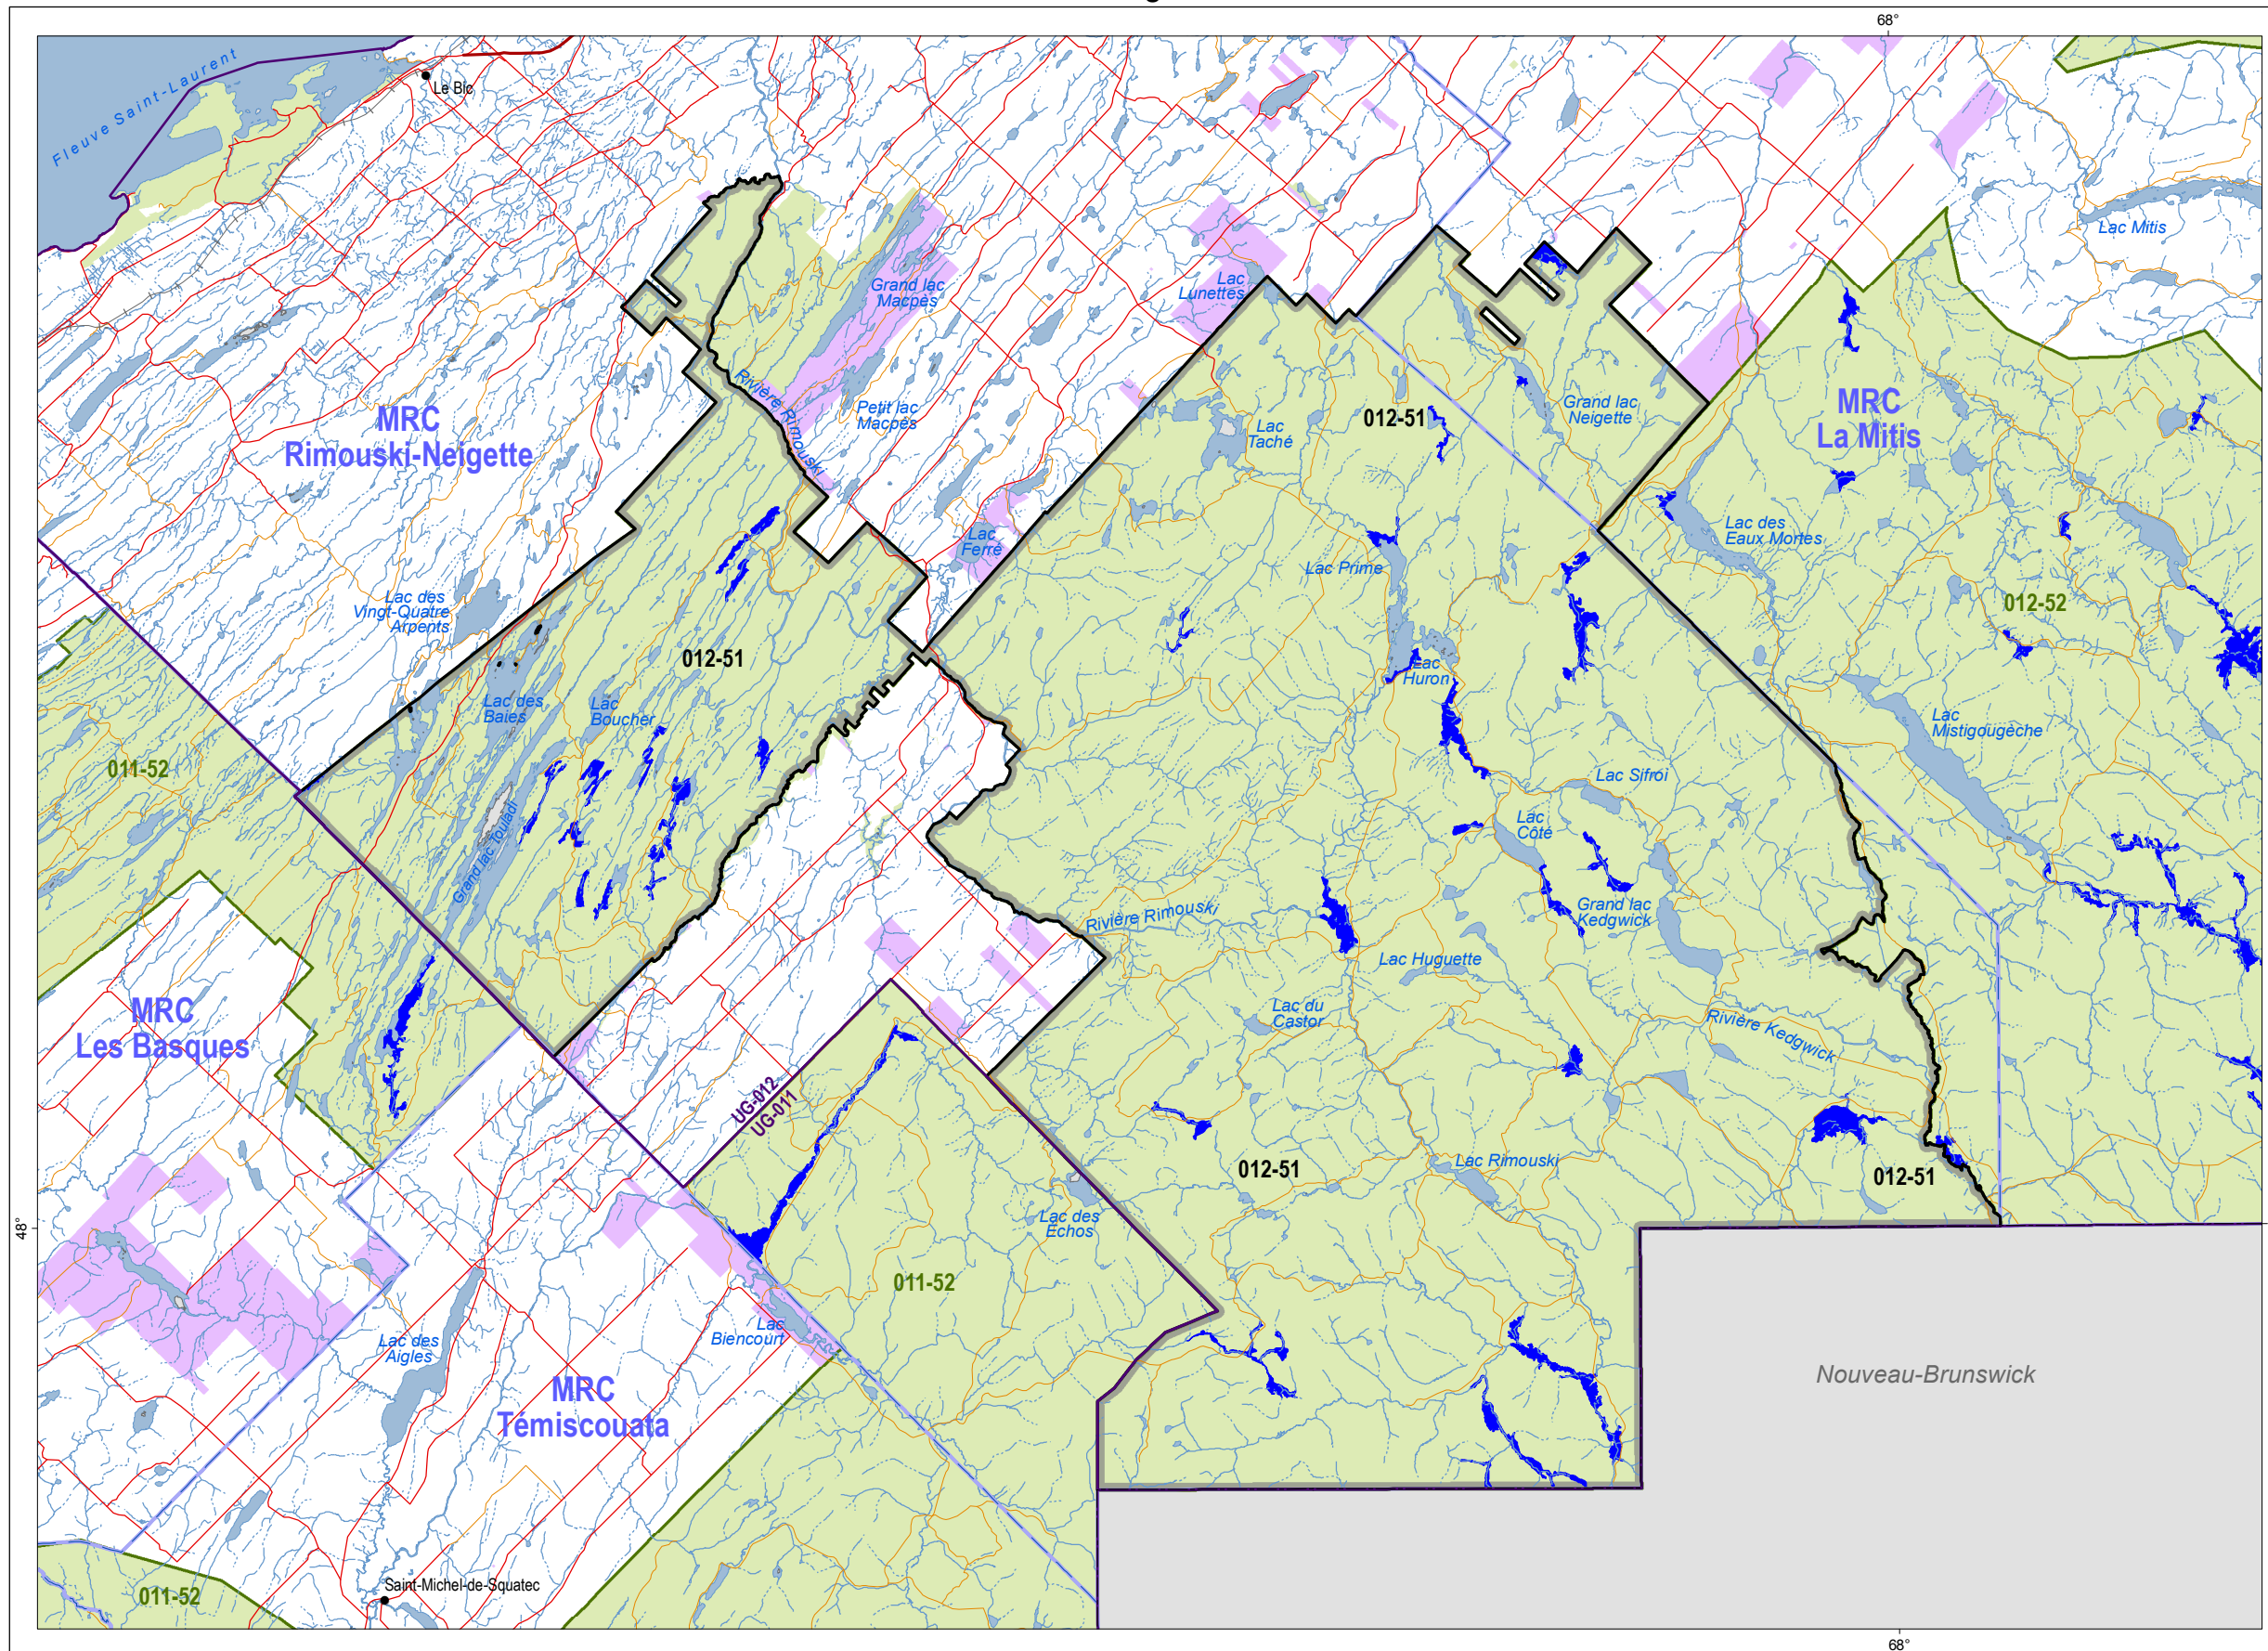 68°
Fleuve Saint-Laurent
Le Bic
Lac Mitis
Grand lac
Macpès
Lac
Lunettes
MRC
Rimouski-Neigette
Rivière Rimouski
Petit lac
Macpès
Lac
Taché
012-51
Grand lac
Neigette
MRC
La Mitis
Lac
Ferré
Lac Prime
Lac des
Eaux Mortes
012-52
Lac des
Vingt-Quatre
Arpents
012-51
Lac
Huron
Lac des
Baies
Lac
Boucher
Lac
Mistigougèche
011-52
Lac Sifroi
Grand lac Touladi
Lac
Côté
Rivière Rimouski
Grand lac
Kedgwick
Lac Huguette
MRC
Les Basques
Lac du
Castor
Rivière Kedgwick
UG-012
UG-011
Lac Rimouski
012-51
012-51
48°
Lac des
Echos
011-52
Lac
Biencourt
Lac des
Aigles
MRC
Témiscouata
Nouveau-Brunswick
Saint-Michel-de-Squatec
011-52
68°